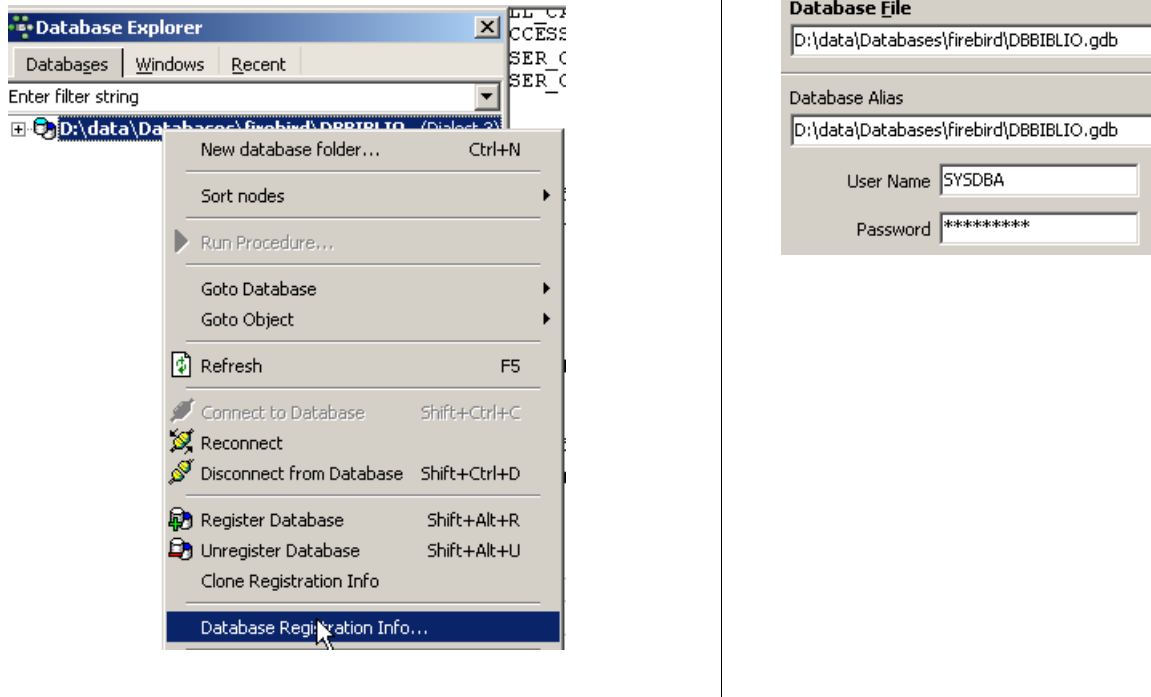 Database Explorer
Databases Windows Recent
Enter filter string
D:\data\Databases\firebird\DBBIBLIO (Dialect 3)
New database folder... Ctrl+N
Sort nodes
Run Procedure...
Goto Database
Goto Object
Refresh F5
Connect to Database Shift+Ctrl+C
Reconnect
Disconnect from Database Shift+Ctrl+D
Register Database Shift+Alt+R
Unregister Database Shift+Alt+U
Clone Registration Info
Database Registration Info...
Database File
D:\data\Databases\firebird\DBBIBLIO.gdb
Database Alias
D:\data\Databases\firebird\DBBIBLIO.gdb
User Name SYSDBA
Password *********